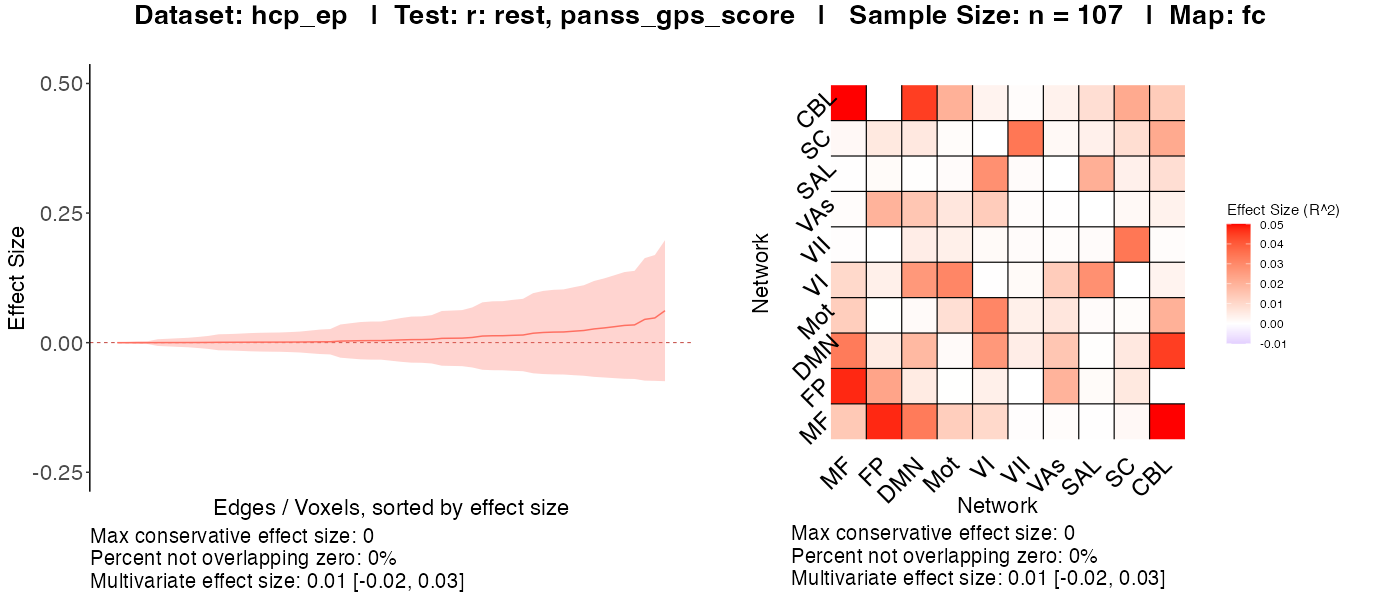 Dataset: hcp_ep | Test: r: rest, panss_gps_score | Sample Size: n = 107 | Map: fc
0.50
0.25
0.00
-0.25
Effect Size
Edges / Voxels, sorted by effect size
Max conservative effect size: 0
Percent not overlapping zero: 0%
Multivariate effect size: 0.01 [-0.02, 0.03]
Network
CBL
SC
SAL
VAs
VII
VI
Mot
DMN
FP
MF
MF FP DMN Mot VI VII VAs SAL SC CBL
Network
Effect Size (R^2)
0.05
0.04
0.03
0.02
0.01
0.00
-0.01
Max conservative effect size: 0
Percent not overlapping zero: 0%
Multivariate effect size: 0.01 [-0.02, 0.03]